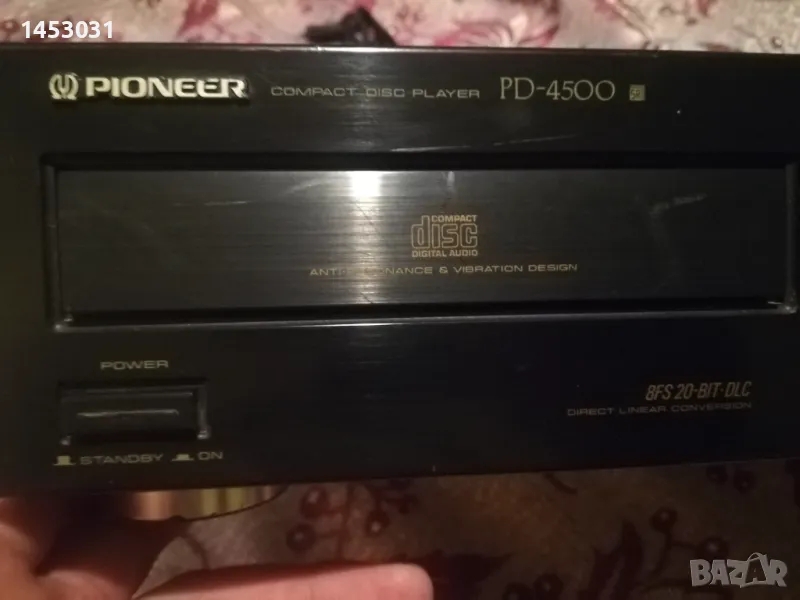 1453031
PIONEER COMPACT DISC PLAYER PD-4500
COMPACT
disc
DIGITAL AUDIO
ANTI-RESONANCE & VIBRATION DESIGN
POWER
STANDBY ON
8FS 20-BIT·DLC
DIRECT LINEAR CONVERSION
BAZAR